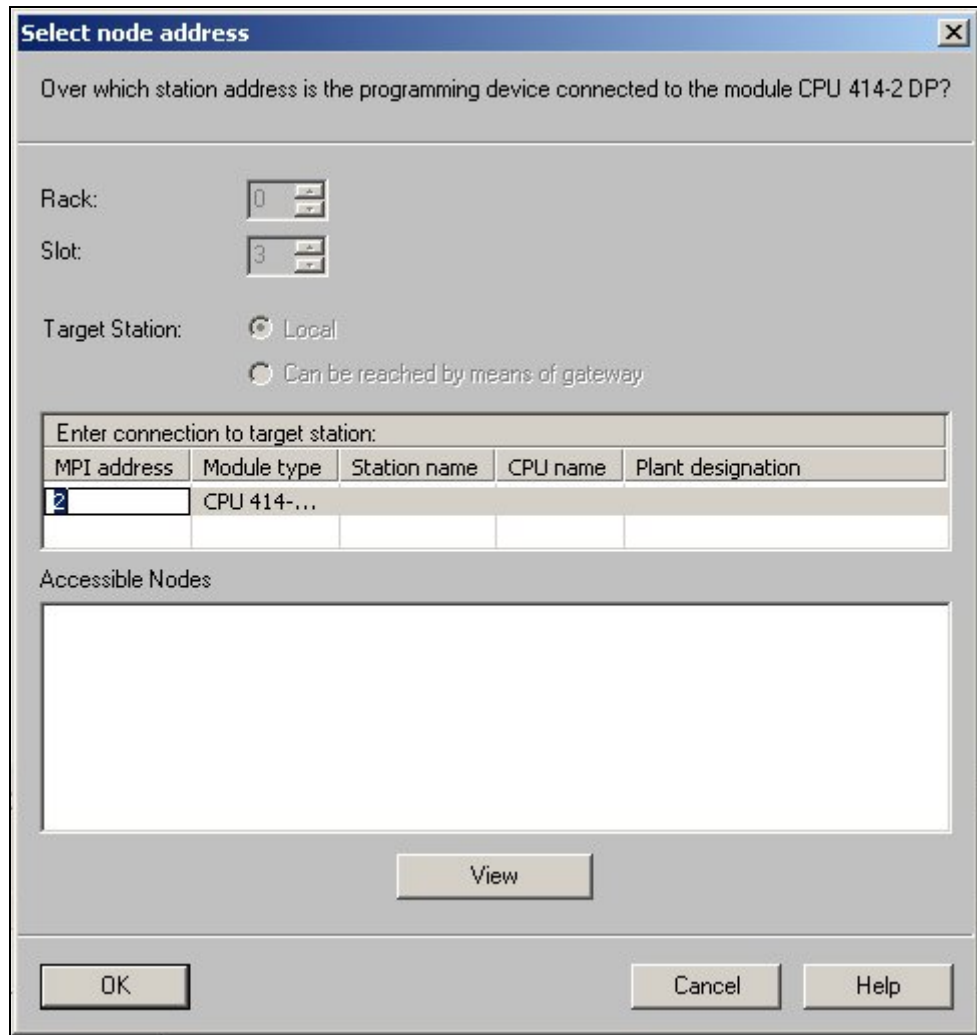 Select node address
Over which station address is the programming device connected to the module CPU 414-2 DP?
Rack: 0
Slot: 3
Target Station: Local
Can be reached by means of gateway
Enter connection to target station:
MPI address Module type Station name CPU name Plant designation
2 CPU 414-...
Accessible Nodes
View
OK Cancel Help